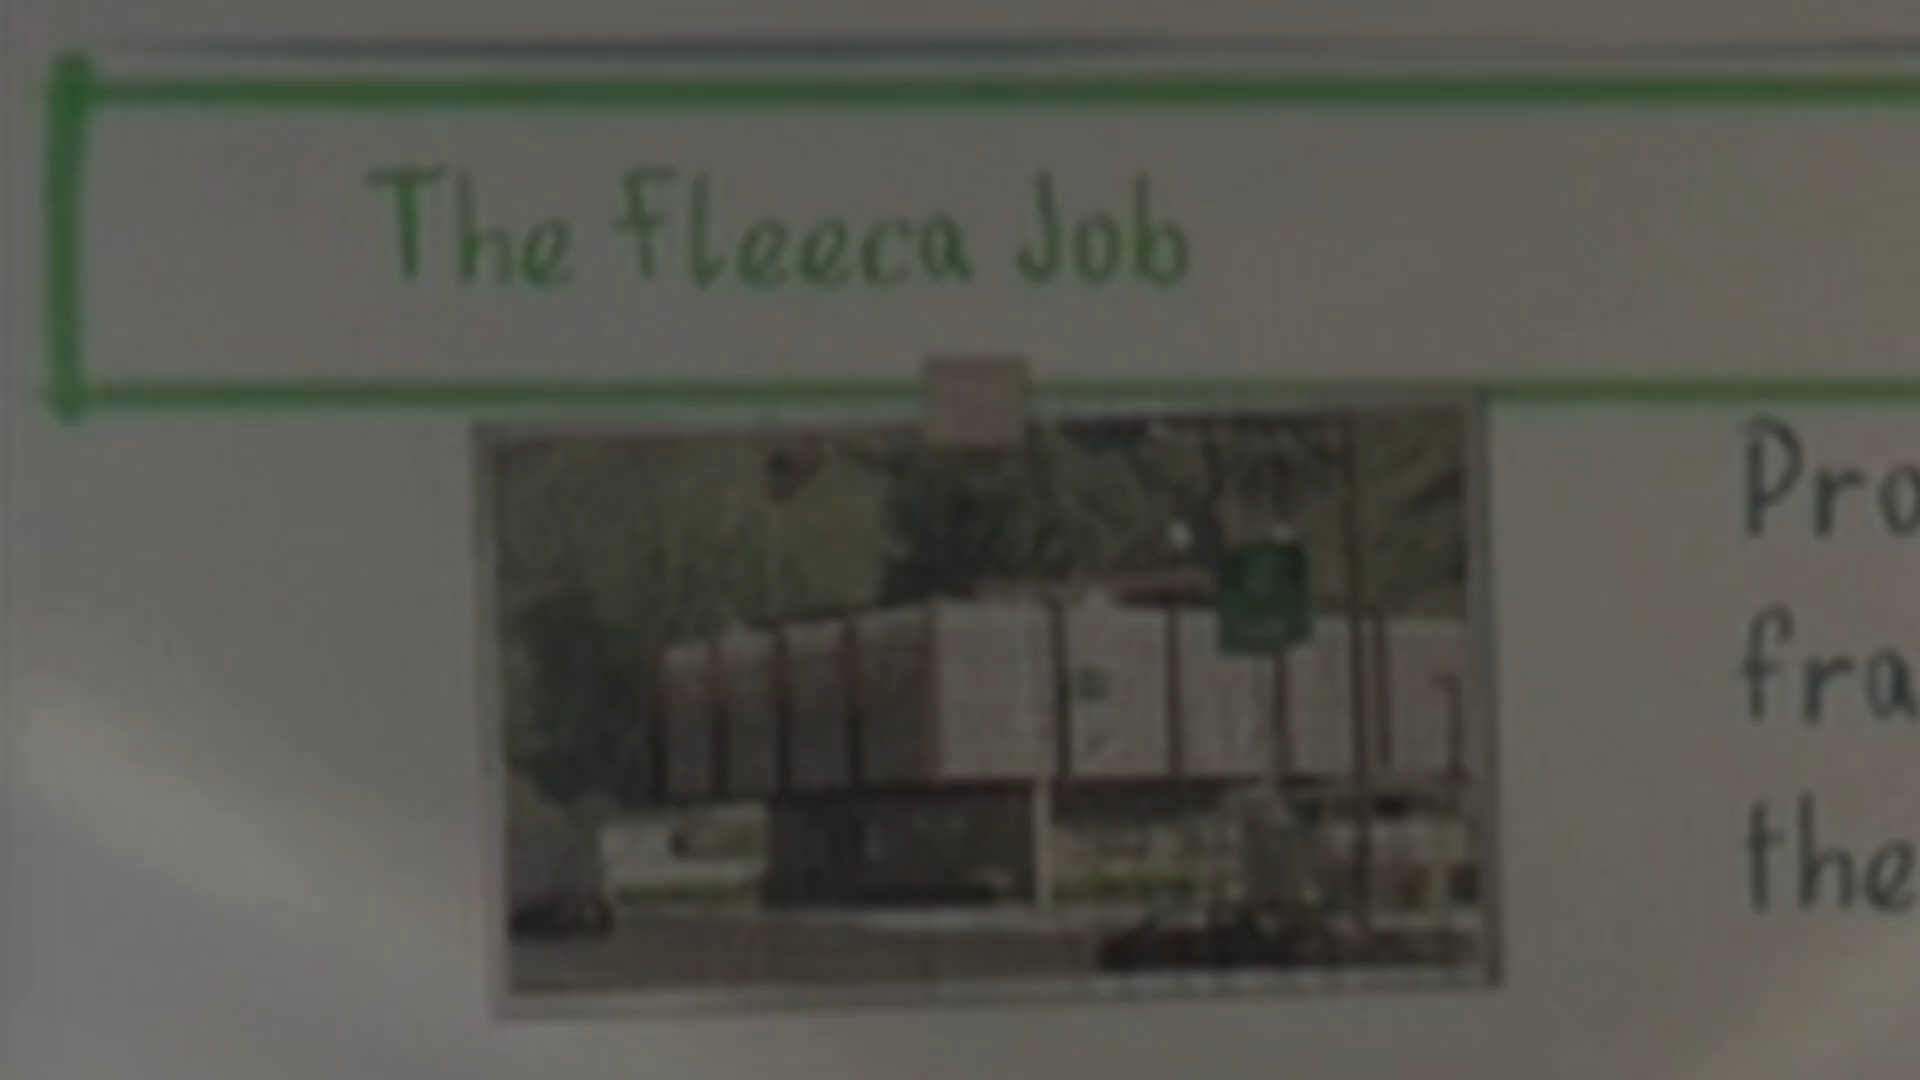 The Fleeca Job
Pro
fra
the